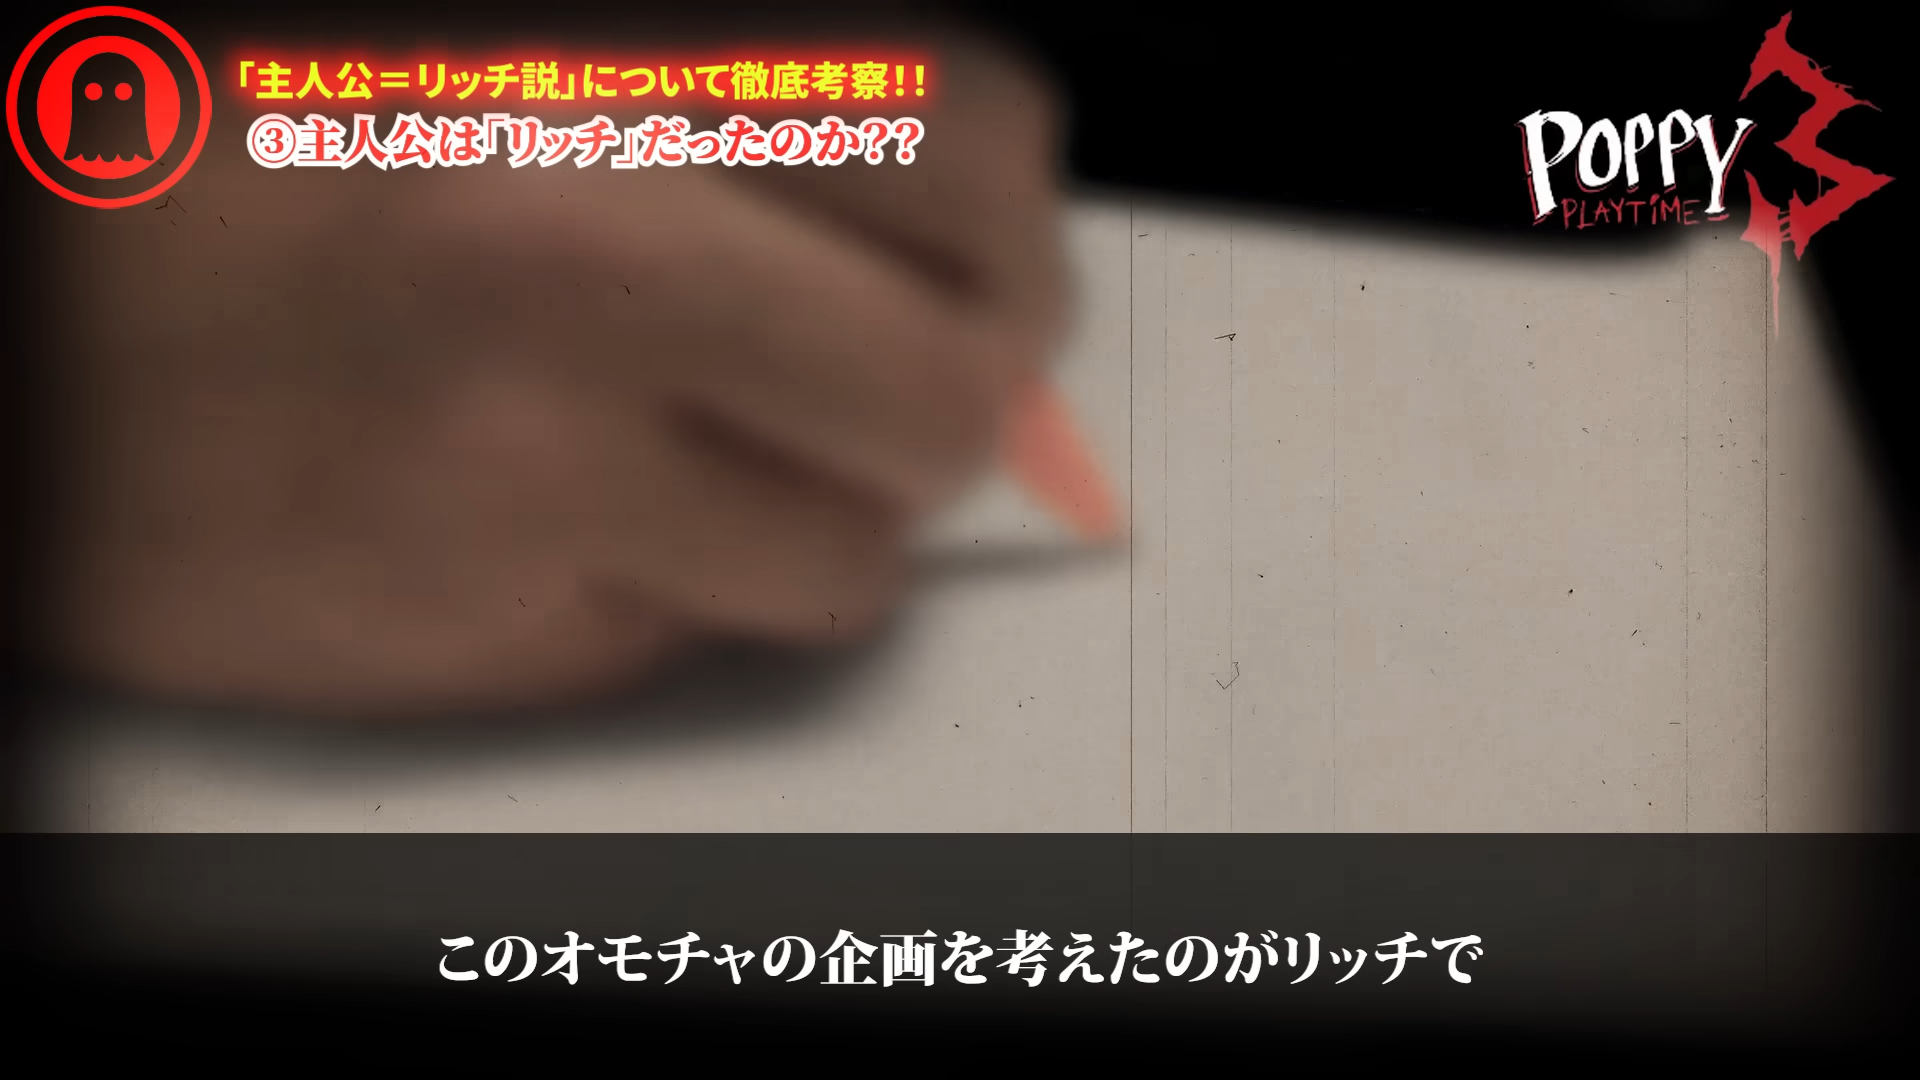 「主人公＝リッチ説」について徹底考察!!
③主人公は「リッチ」だったのか??
POPPY
PLAYTIME
3
このオモチャの企画を考えたのがリッチで